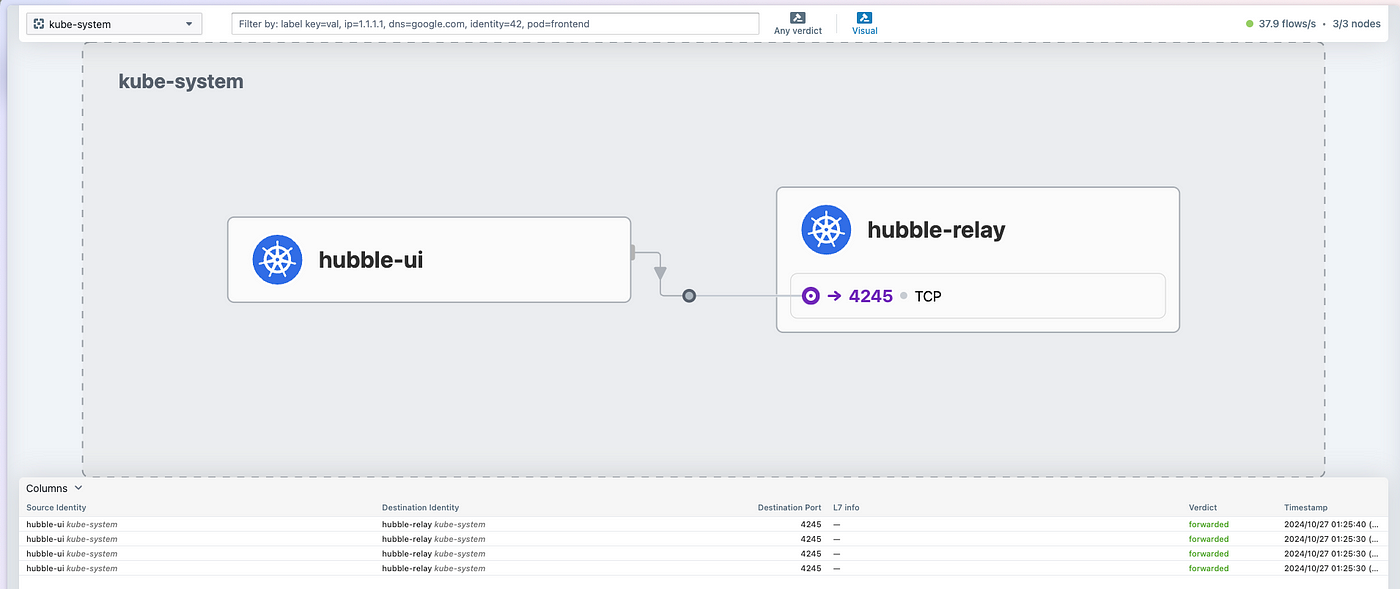 kube-system
Filter by: label key=val, ip=1.1.1.1, dns=google.com, identity=42, pod=frontend
Any verdict
Visual
37.9 flows/s • 3/3 nodes
kube-system
hubble-ui
hubble-relay
→ 4245 • TCP
Columns
Source Identity Destination Identity Destination Port L7 info Verdict Timestamp
hubble-ui kube-system hubble-relay kube-system 4245 — forwarded 2024/10/27 01:25:40 (...
hubble-ui kube-system hubble-relay kube-system 4245 — forwarded 2024/10/27 01:25:30 (...
hubble-ui kube-system hubble-relay kube-system 4245 — forwarded 2024/10/27 01:25:30 (...
hubble-ui kube-system hubble-relay kube-system 4245 — forwarded 2024/10/27 01:25:30 (...